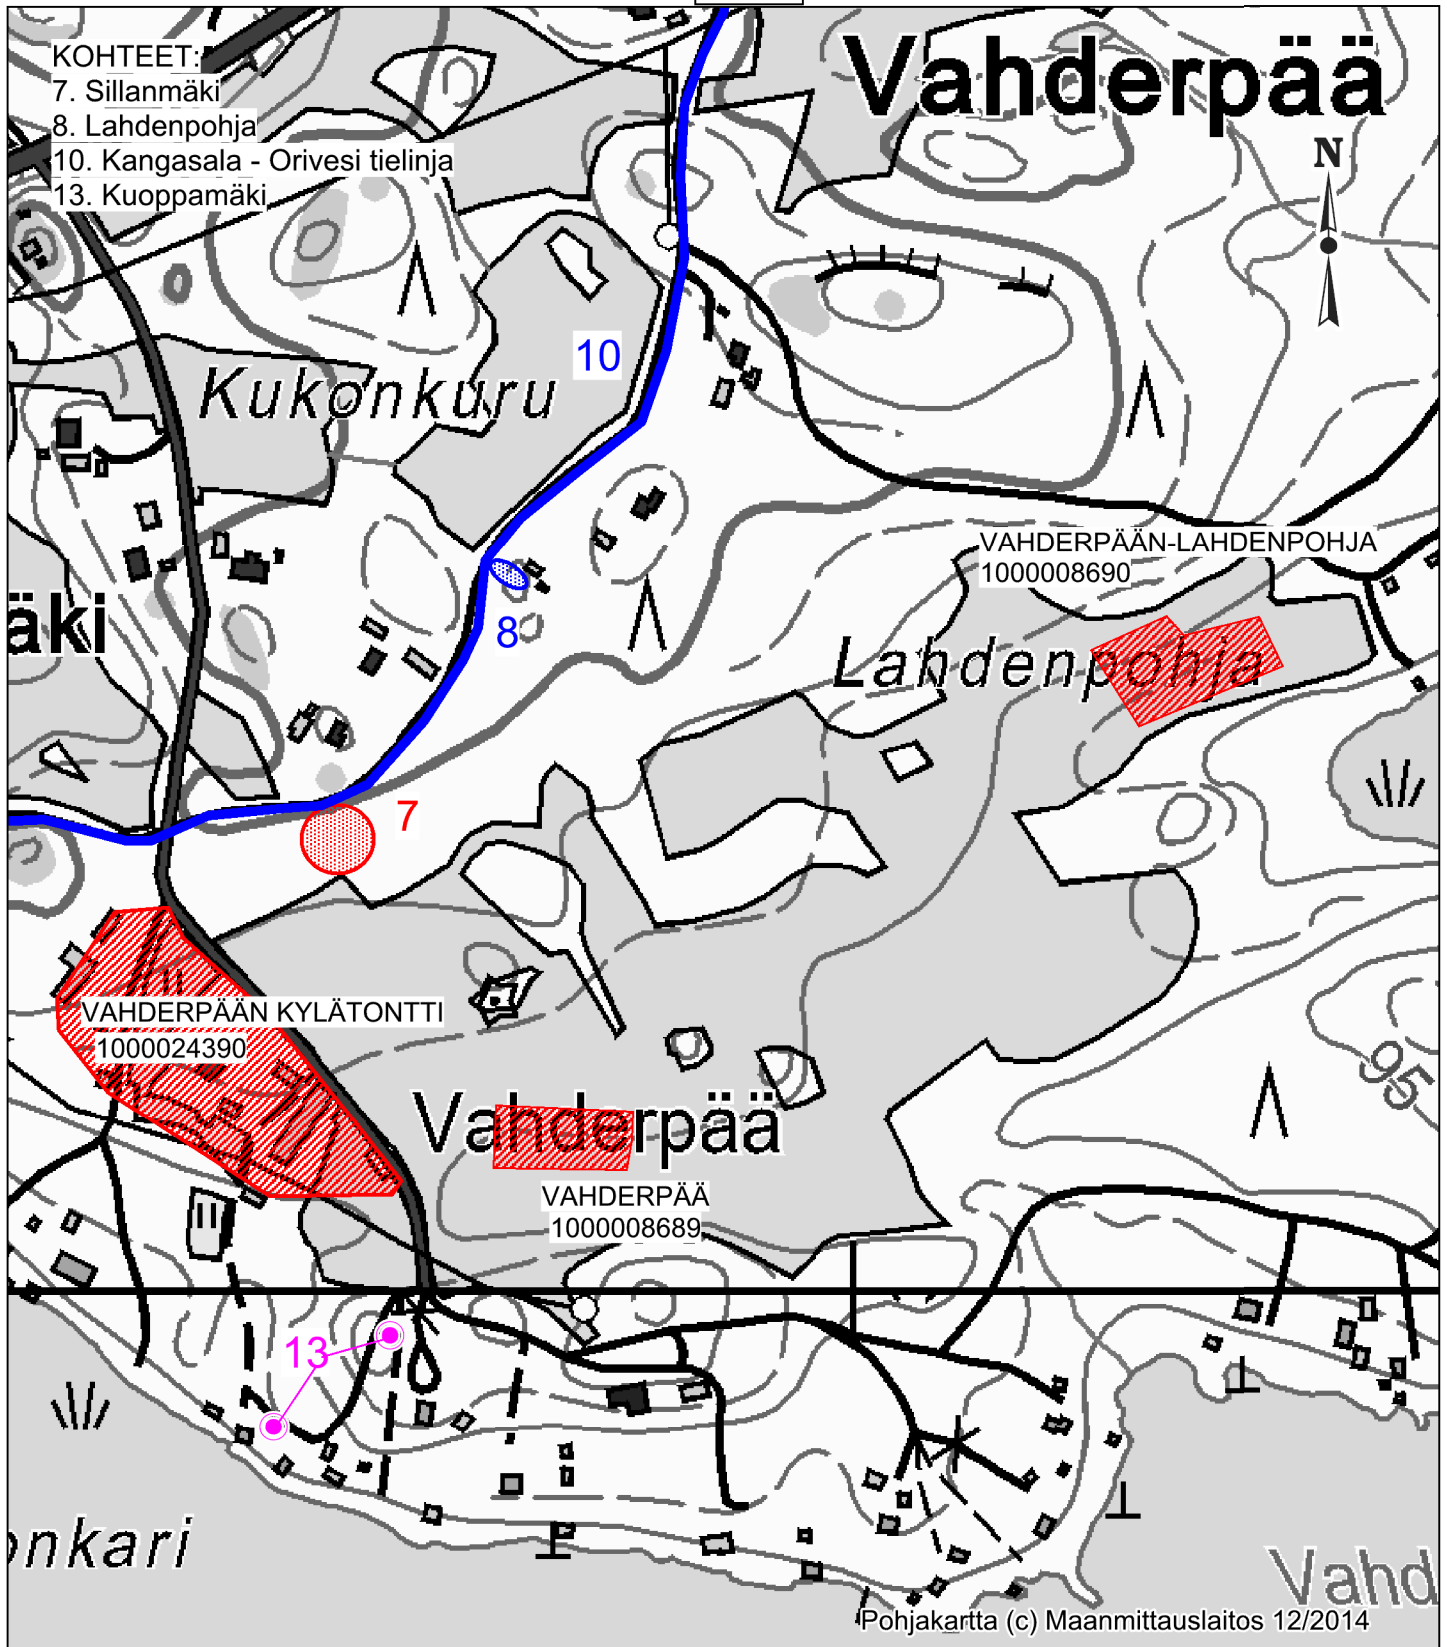 KOHTEET:
7. Sillanmäki
8. Lahdenpohja
10. Kangasala - Orivesi tielinja
13. Kuoppamäki
Vahderpää
N
10
Kukonkuru
VAHDERPÄÄN-LAHDENPOHJA
1000008690
äki
8
Lahdenpohja
7
VAHDERPÄÄN KYLÄTONTTI
1000024390
95
Vahderpää
VAHDERPÄÄ
1000008689
13
onkari
Vahd
Pohjakartta (c) Maanmittauslaitos 12/2014